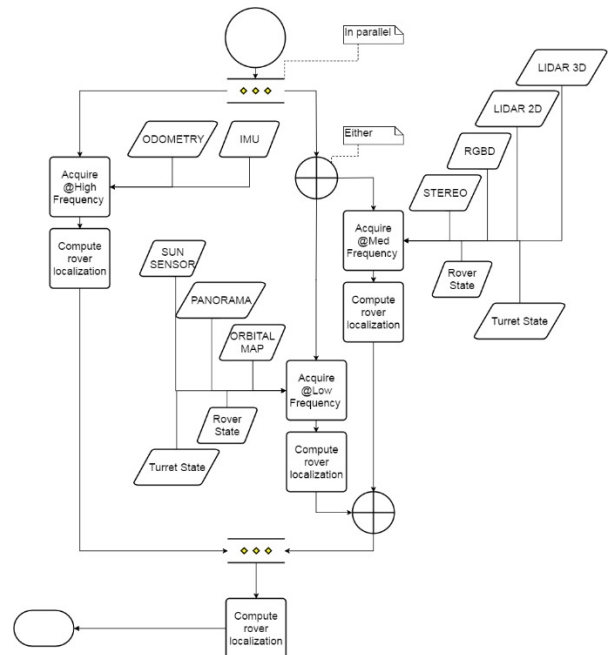 In parallel
LIDAR 3D
LIDAR 2D
Either
ODOMETRY
IMU
RGBD
Acquire
@High
Frequency
STEREO
Acquire
@Med
Frequency
Compute
rover
localization
SUN
SENSOR
Rover
State
PANORAMA
Compute
rover
localization
Turret State
ORBITAL
MAP
Acquire
@Low
Frequency
Rover
State
Compute
rover
localization
Turret State
Compute
rover
localization